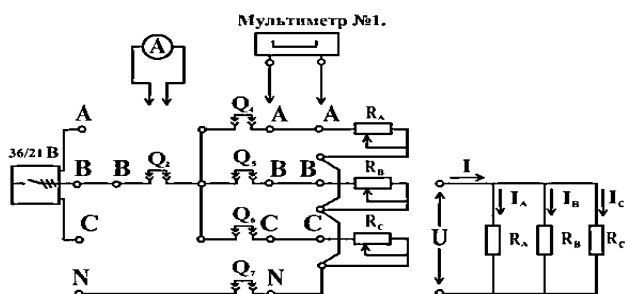 Мультиметр №1.
A
Q₄
A A
R_A
36/21 В
A
B B
Q₂
Q₅
B B
R_B
C
Q₆
C C
R_C
N
Q₇
N
I
I_A
I_B
I_C
U
R_A
R_B
R_C